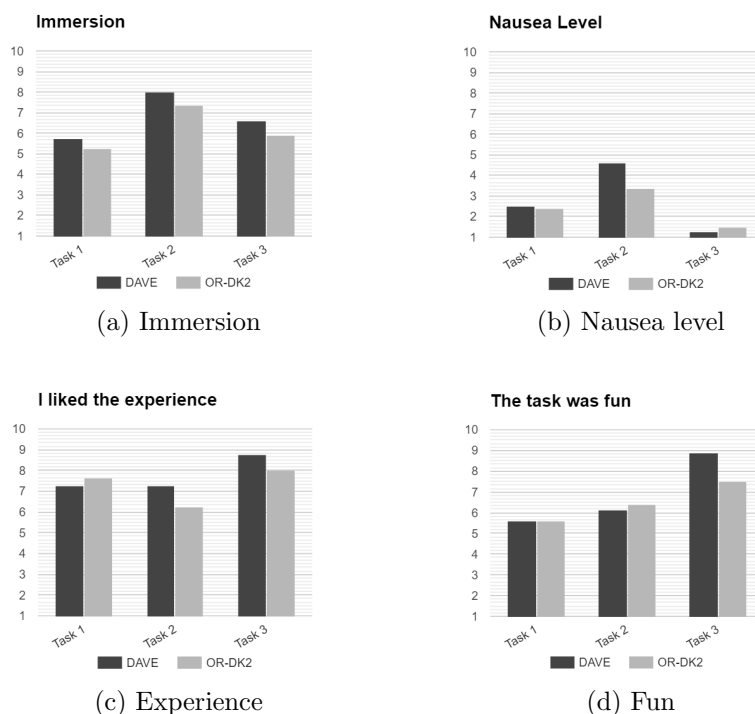 Immersion
10
9
8
7
6
5
4
3
2
1
Task 1
Task 2
Task 3
DAVE OR-DK2
(a) Immersion
Nausea Level
10
9
8
7
6
5
4
3
2
1
Task 1
Task 2
Task 3
DAVE OR-DK2
(b) Nausea level
I liked the experience
10
9
8
7
6
5
4
3
2
1
Task 1
Task 2
Task 3
DAVE OR-DK2
(c) Experience
The task was fun
10
9
8
7
6
5
4
3
2
1
Task 1
Task 2
Task 3
DAVE OR-DK2
(d) Fun